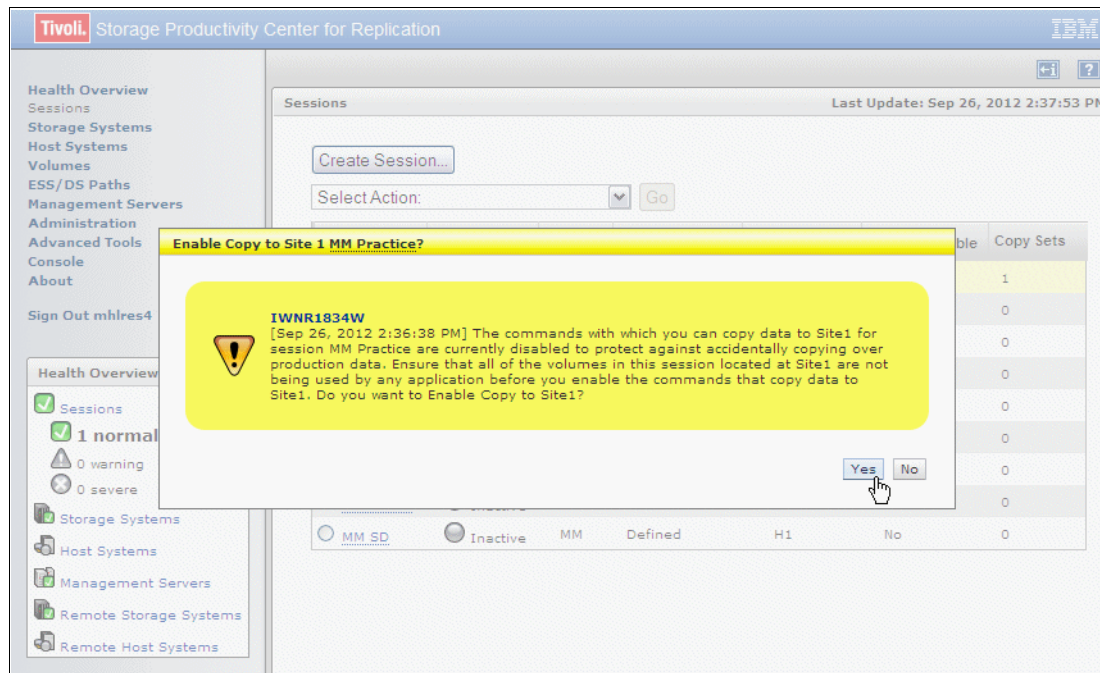 Tivoli. Storage Productivity Center for Replication
IBM
Health Overview
Sessions
Storage Systems
Host Systems
Volumes
ESS/DS Paths
Management Servers
Administration
Advanced Tools
Console
About
Sign Out mhlres4
Health Overview
Sessions
1 normal
0 warning
0 severe
Storage Systems
Host Systems
Management Servers
Remote Storage Systems
Remote Host Systems
?
Sessions Last Update: Sep 26, 2012 2:37:53 PM
Create Session...
Select Action: Go
ble Copy Sets
1
0
0
0
0
0
0
Inactive 0
MM SD Inactive MM Defined H1 No 0
Enable Copy to Site 1 MM Practice?
IWNR1834W
[Sep 26, 2012 2:36:38 PM] The commands with which you can copy data to Site1 for
session MM Practice are currently disabled to protect against accidentally copying over
production data. Ensure that all of the volumes in this session located at Site1 are not
being used by any application before you enable the commands that copy data to
Site1. Do you want to Enable Copy to Site1?
Yes No